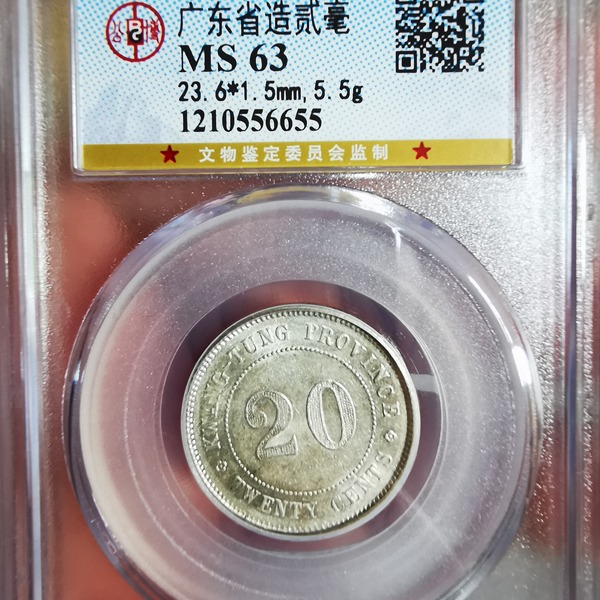 广东省造贰毫
MS 63
23.6*1.5mm,5.5g
1210556655
★ 文物鉴定委员会监制 ★
KWANG-TUNG PROVINCE
20
TWENTY CENTS